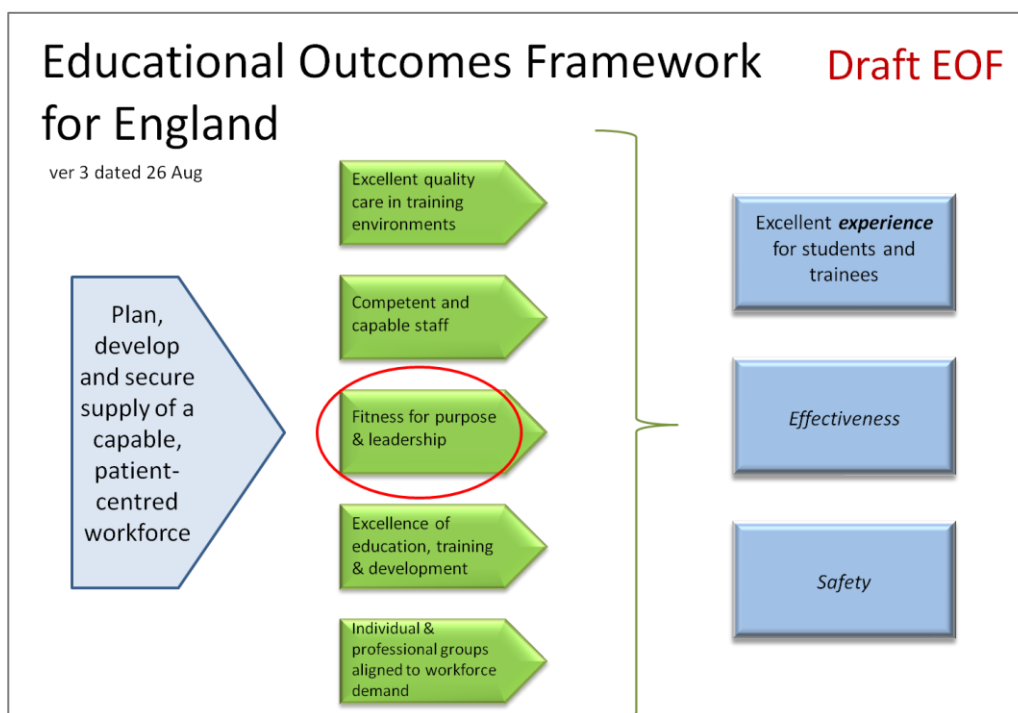 Educational Outcomes Framework
for England
Draft EOF
ver 3 dated 26 Aug
Plan,
develop
and secure
supply of a
capable,
patient-
centred
workforce
Excellent quality
care in training
environments
Competent and
capable staff
Fitness for purpose
& leadership
Excellence of
education, training
& development
Individual &
professional groups
aligned to workforce
demand
Excellent experience
for students and
trainees
Effectiveness
Safety